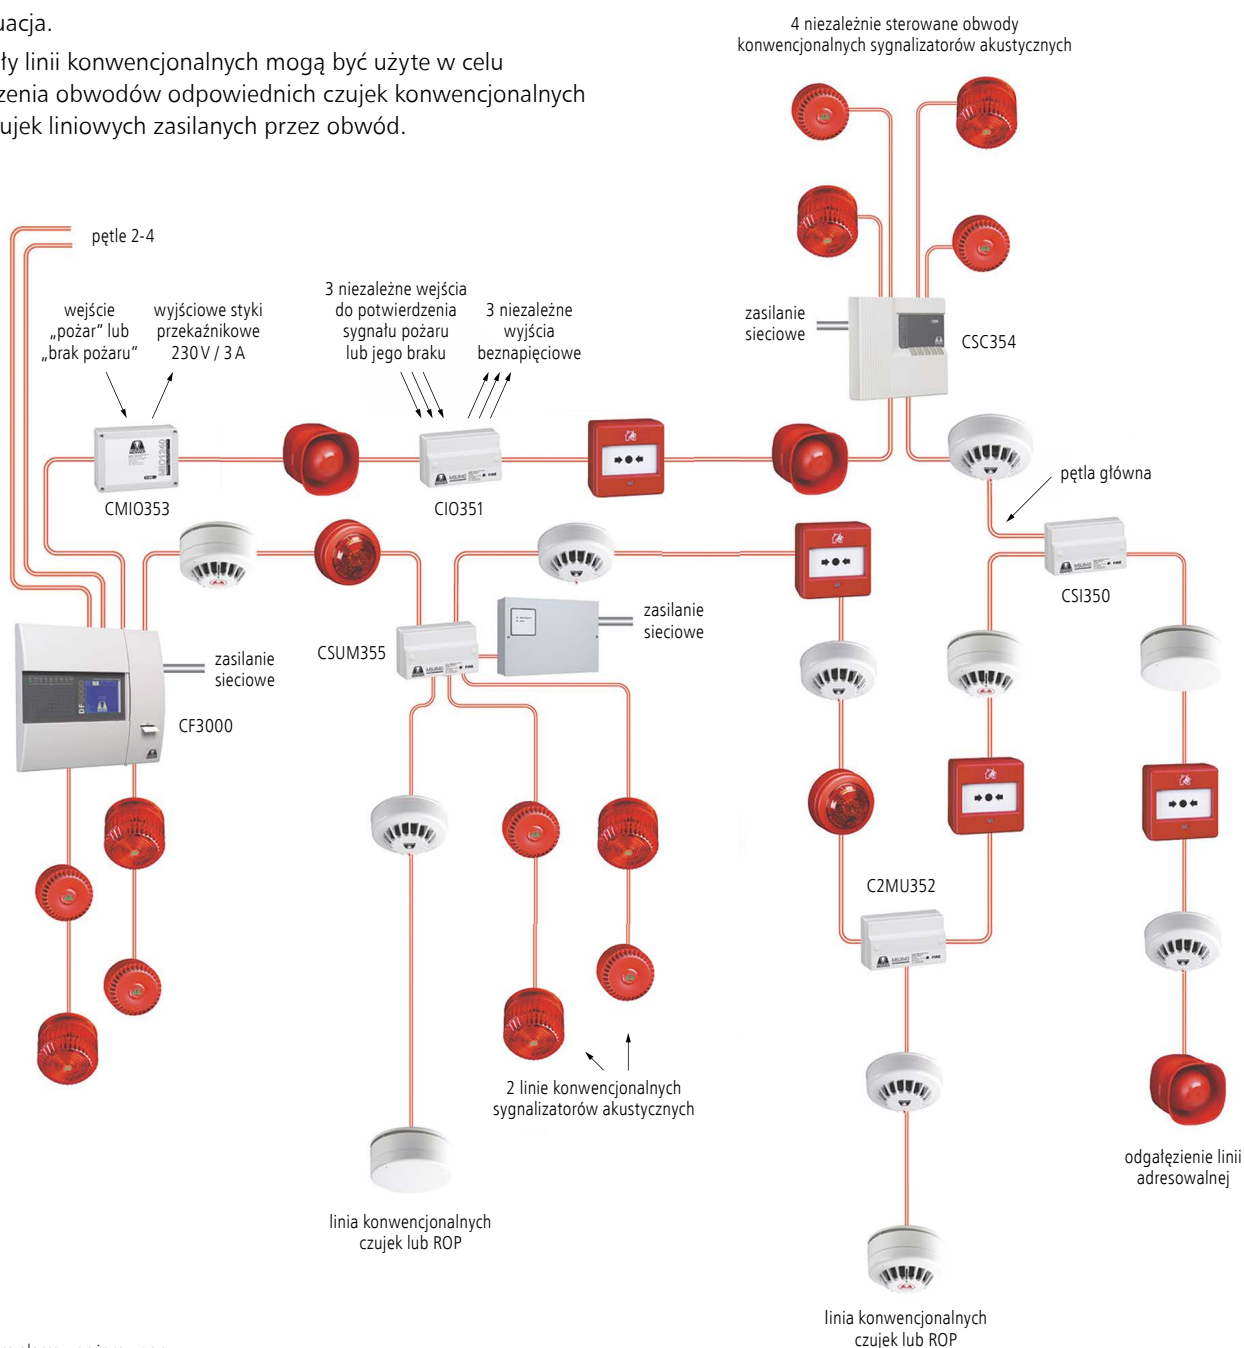 uacja.
ły linii konwencjonalnych mogą być użyte w celu
zenia obwodów odpowiednich czujek konwencjonalnych
ujek liniowych zasilanych przez obwód.
4 niezależnie sterowane obwody
konwencjonalnych sygnalizatorów akustycznych
pętle 2-4
wejście
„pożar” lub
„brak pożaru”
wyjściowe styki
przekaźnikowe
230 V / 3 A
3 niezależne wejścia
do potwierdzenia
sygnału pożaru
lub jego braku
3 niezależne
wyjścia
beznapięciowe
zasilanie
sieciowe
CSC354
MIO1240
CMIO353
CIO351
pętla główna
CSI350
CSUM355
zasilanie
sieciowe
zasilanie
sieciowe
CF3000
C2MU352
2 linie konwencjonalnych
sygnalizatorów akustycznych
odgałęzienie linii
adresowalnej
linia konwencjonalnych
czujek lub ROP
linia konwencjonalnych
czujek lub ROP